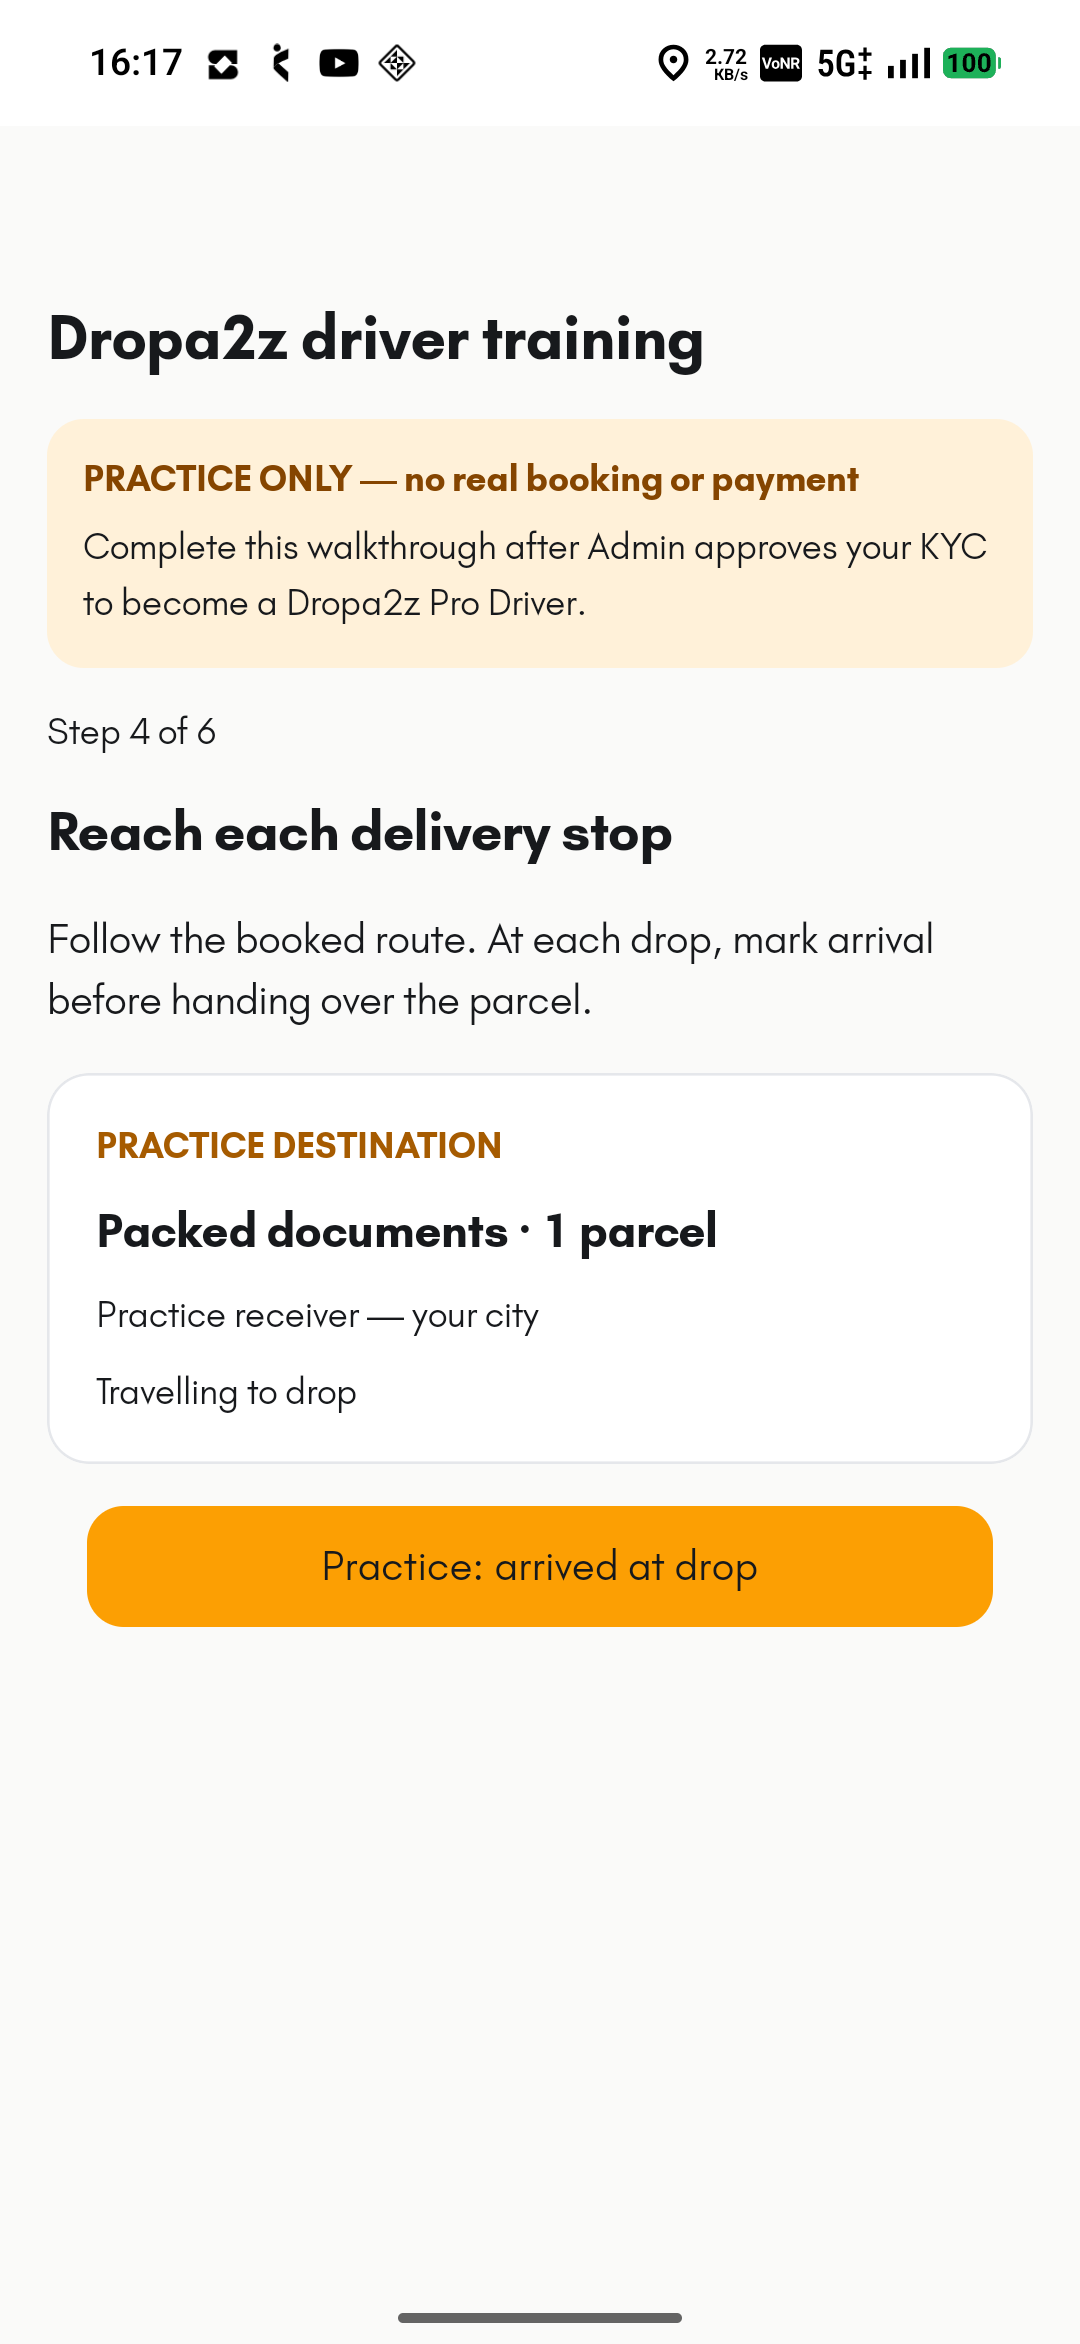 16:17
2.72
KB/s
VoNR
5G
100
Dropa2z driver training
PRACTICE ONLY — no real booking or payment
Complete this walkthrough after Admin approves your KYC
to become a Dropa2z Pro Driver.
Step 4 of 6
Reach each delivery stop
Follow the booked route. At each drop, mark arrival
before handing over the parcel.
PRACTICE DESTINATION
Packed documents · 1 parcel
Practice receiver — your city
Travelling to drop
Practice: arrived at drop